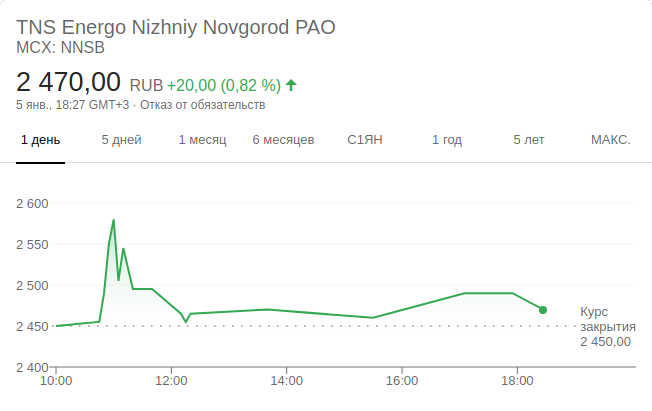 TNS Energo Nizhniy Novgorod PAO
MCX: NNSB
2 470,00 RUB +20,00 (0,82 %)
5 янв., 18:27 GMT+3 · Отказ от обязательств
1 день 5 дней 1 месяц 6 месяцев С1ЯН 1 год 5 лет МАКС.
2 600
2 550
2 500
2 450
2 400
Курс
закрытия
2 450,00
10:00 12:00 14:00 16:00 18:00